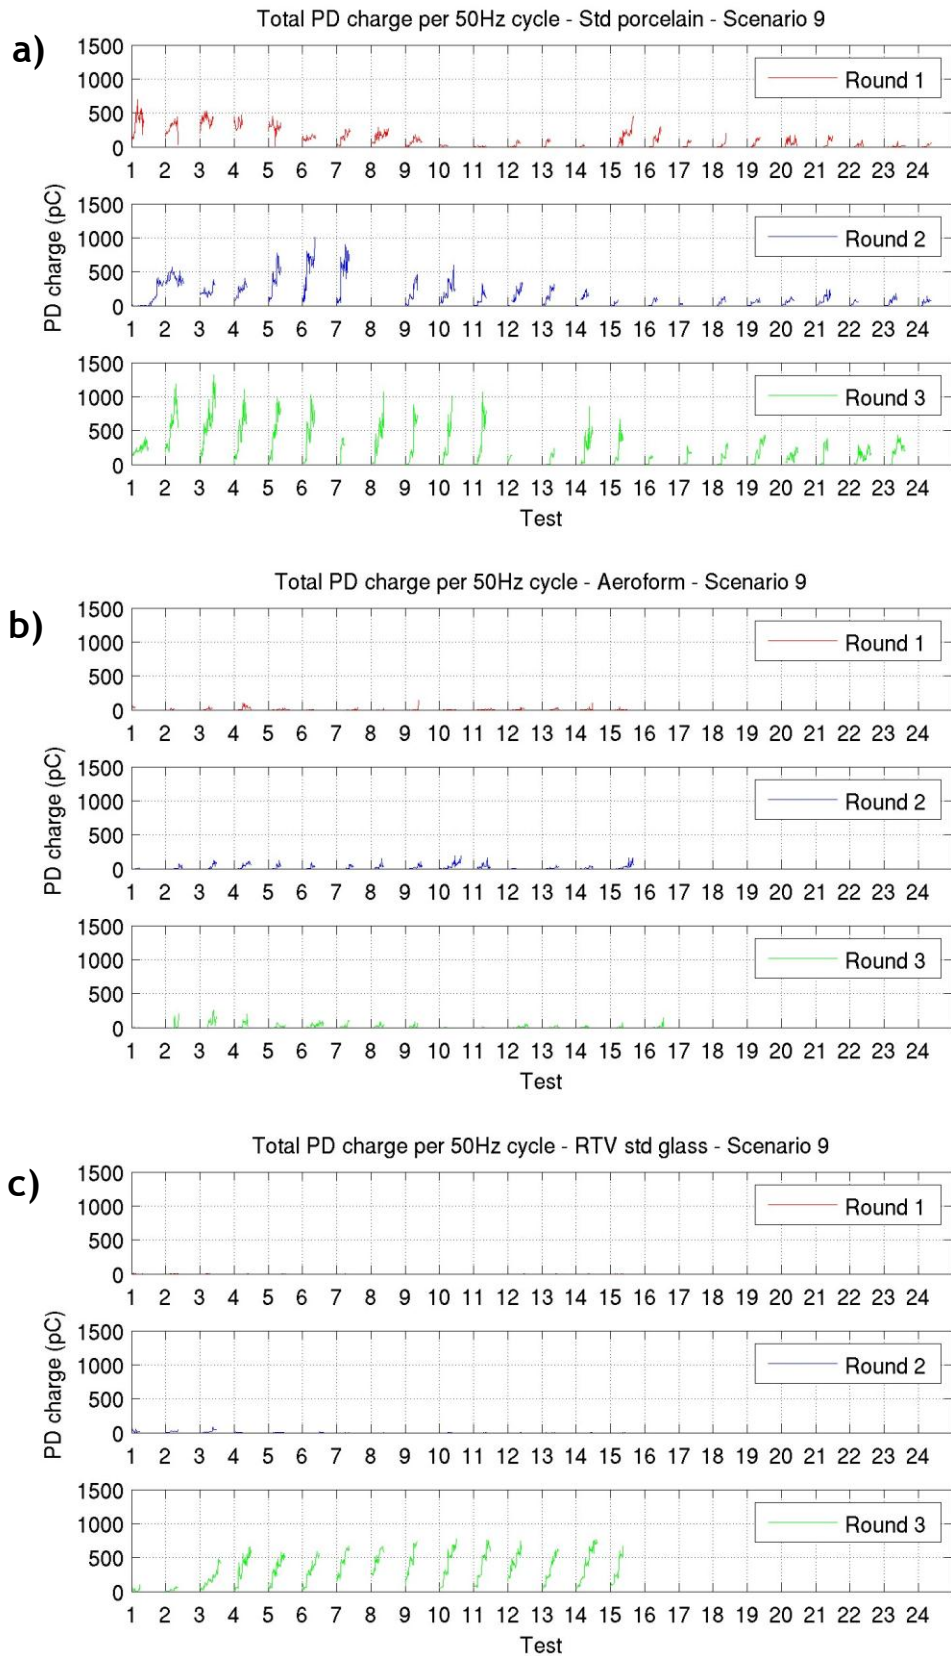 a)
Total PD charge per 50Hz cycle - Std porcelain - Scenario 9
1500
1000
500
0
Round 1
1 2 3 4 5 6 7 8 9 10 11 12 13 14 15 16 17 18 19 20 21 22 23 24
PD charge (pC)
1500
1000
500
0
Round 2
1 2 3 4 5 6 7 8 9 10 11 12 13 14 15 16 17 18 19 20 21 22 23 24
1500
1000
500
0
Round 3
1 2 3 4 5 6 7 8 9 10 11 12 13 14 15 16 17 18 19 20 21 22 23 24
Test
b)
Total PD charge per 50Hz cycle - Aeroform - Scenario 9
1500
1000
500
0
Round 1
1 2 3 4 5 6 7 8 9 10 11 12 13 14 15 16 17 18 19 20 21 22 23 24
PD charge (pC)
1500
1000
500
0
Round 2
1 2 3 4 5 6 7 8 9 10 11 12 13 14 15 16 17 18 19 20 21 22 23 24
1500
1000
500
0
Round 3
1 2 3 4 5 6 7 8 9 10 11 12 13 14 15 16 17 18 19 20 21 22 23 24
Test
c)
Total PD charge per 50Hz cycle - RTV std glass - Scenario 9
1500
1000
500
0
Round 1
1 2 3 4 5 6 7 8 9 10 11 12 13 14 15 16 17 18 19 20 21 22 23 24
PD charge (pC)
1500
1000
500
0
Round 2
1 2 3 4 5 6 7 8 9 10 11 12 13 14 15 16 17 18 19 20 21 22 23 24
1500
1000
500
0
Round 3
1 2 3 4 5 6 7 8 9 10 11 12 13 14 15 16 17 18 19 20 21 22 23 24
Test